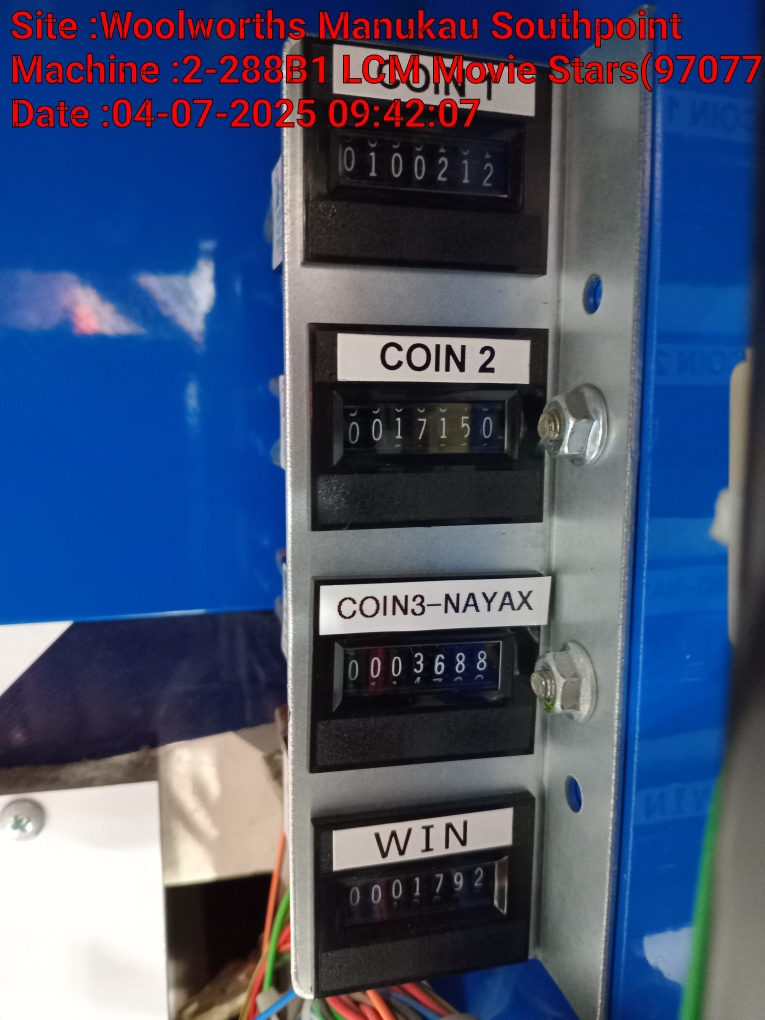 Site :Woolworths Manukau Southpoint
Machine :2-288B1 LCM Movie Stars(97077
Date :04-07-2025 09:42:07
COIN 1
0100212
COIN 2
0017150
COIN3-NAYAX
0003688
WIN
0001792